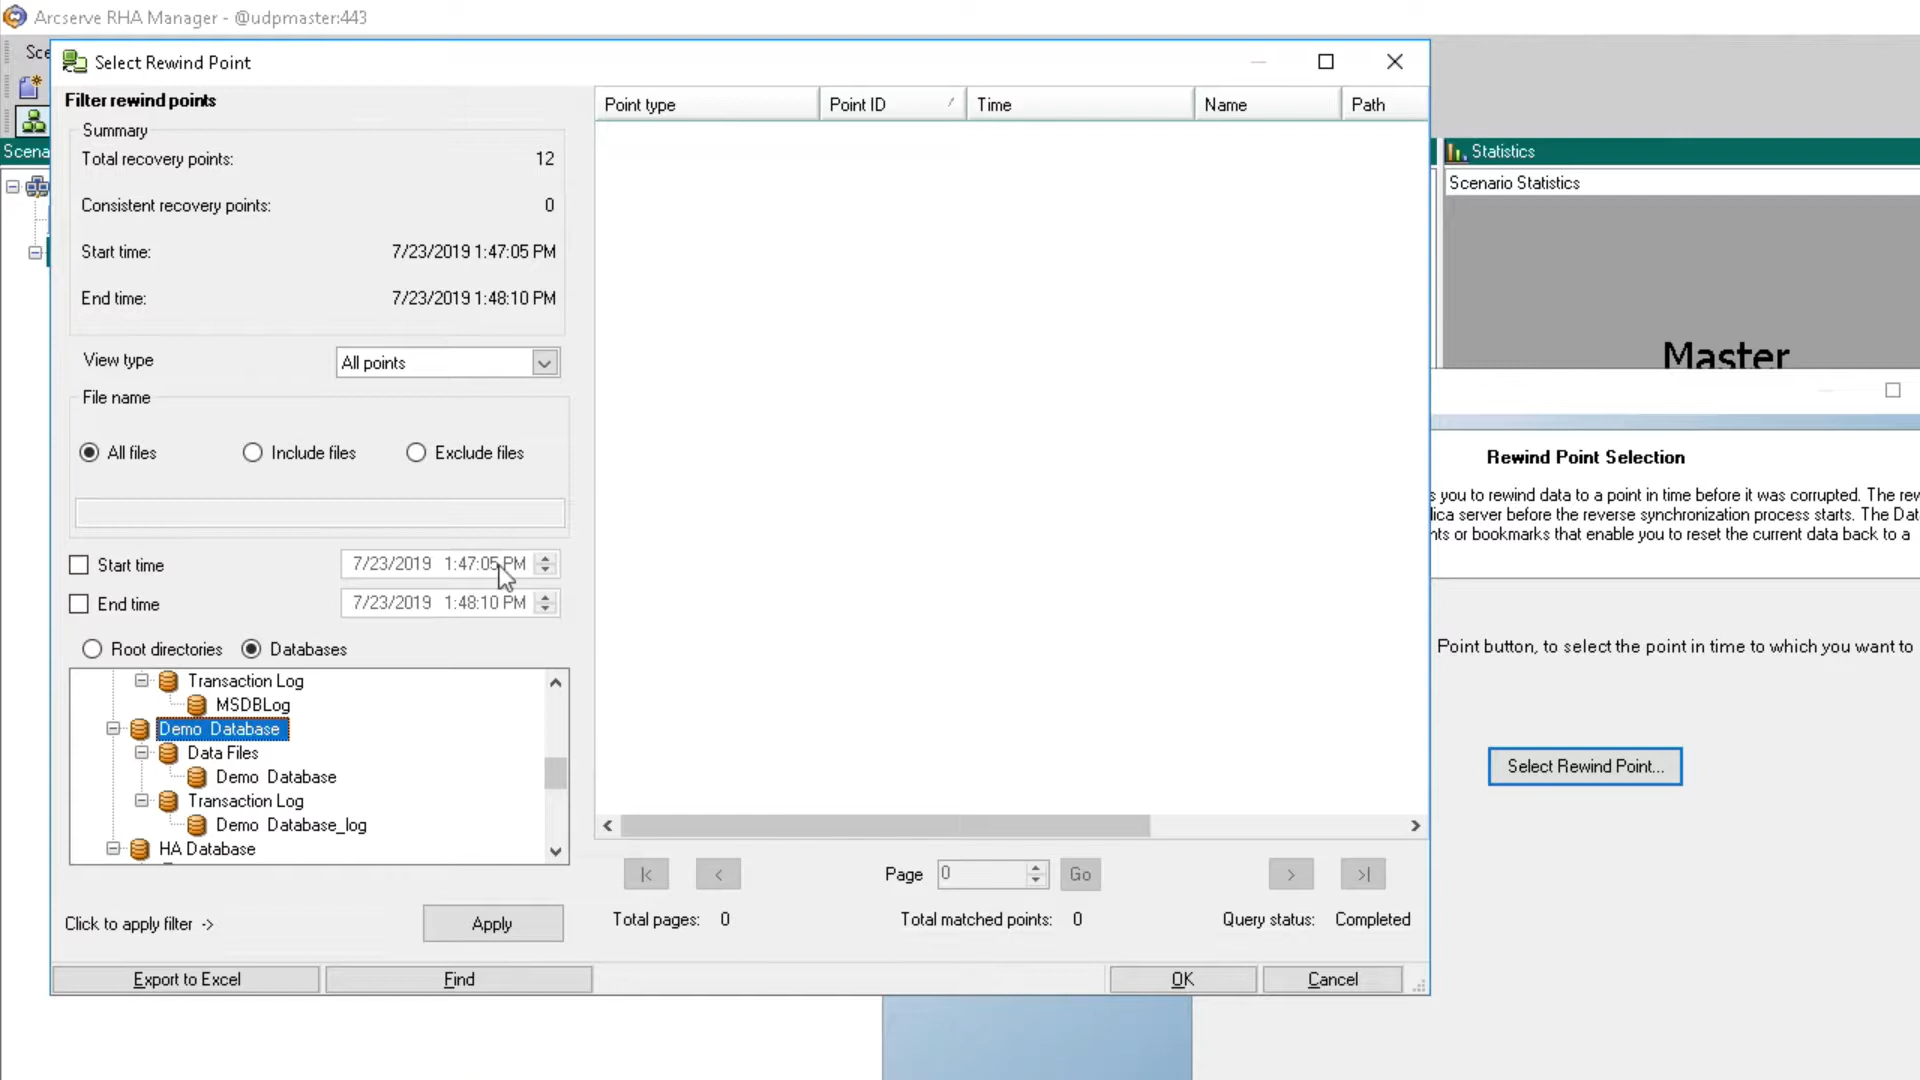 Arcserve RHA Manager - @udpmaster:443
Sce
Select Rewind Point
Filter rewind points
Summary
Total recovery points: 12
Consistent recovery points: 0
Start time: 7/23/2019 1:47:05 PM
End time: 7/23/2019 1:48:10 PM
View type All points
File name
All files Include files Exclude files
Start time 7/23/2019 1:47:05 PM
End time 7/23/2019 1:48:10 PM
Root directories Databases
Transaction Log
MSDBLog
Demo Database
Data Files
Demo Database
Transaction Log
Demo Database_log
HA Database
Click to apply filter -> Apply
Export to Excel Find
Point type Point ID Time Name Path
|< < Page 0 Go > >|
Total pages: 0 Total matched points: 0 Query status: Completed
OK Cancel
Scena
Statistics
Scenario Statistics
Master
Rewind Point Selection
s you to rewind data to a point in time before it was corrupted. The rew
lica server before the reverse synchronization process starts. The Dat
nts or bookmarks that enable you to reset the current data back to a
Point button, to select the point in time to which you want to
Select Rewind Point...